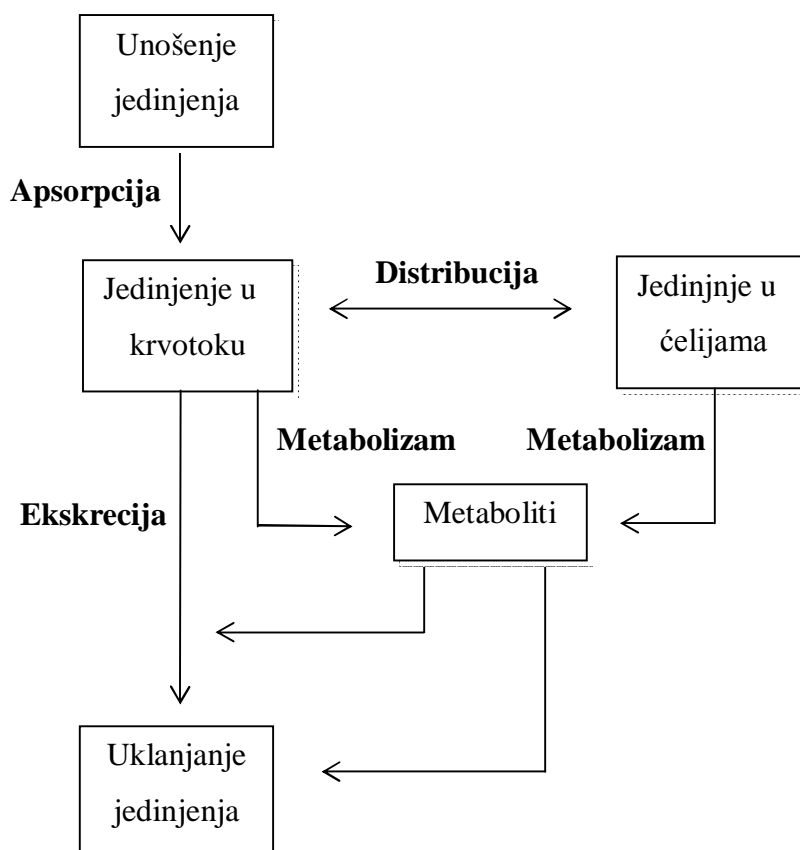 Unošenje
jedinjenja
Apsorpcija
Jedinjenje u
krvotoku
Distribucija
Jedinjnje u
ćelijama
Metabolizam
Metabolizam
Ekskrecija
Metaboliti
Uklanjanje
jedinjenja